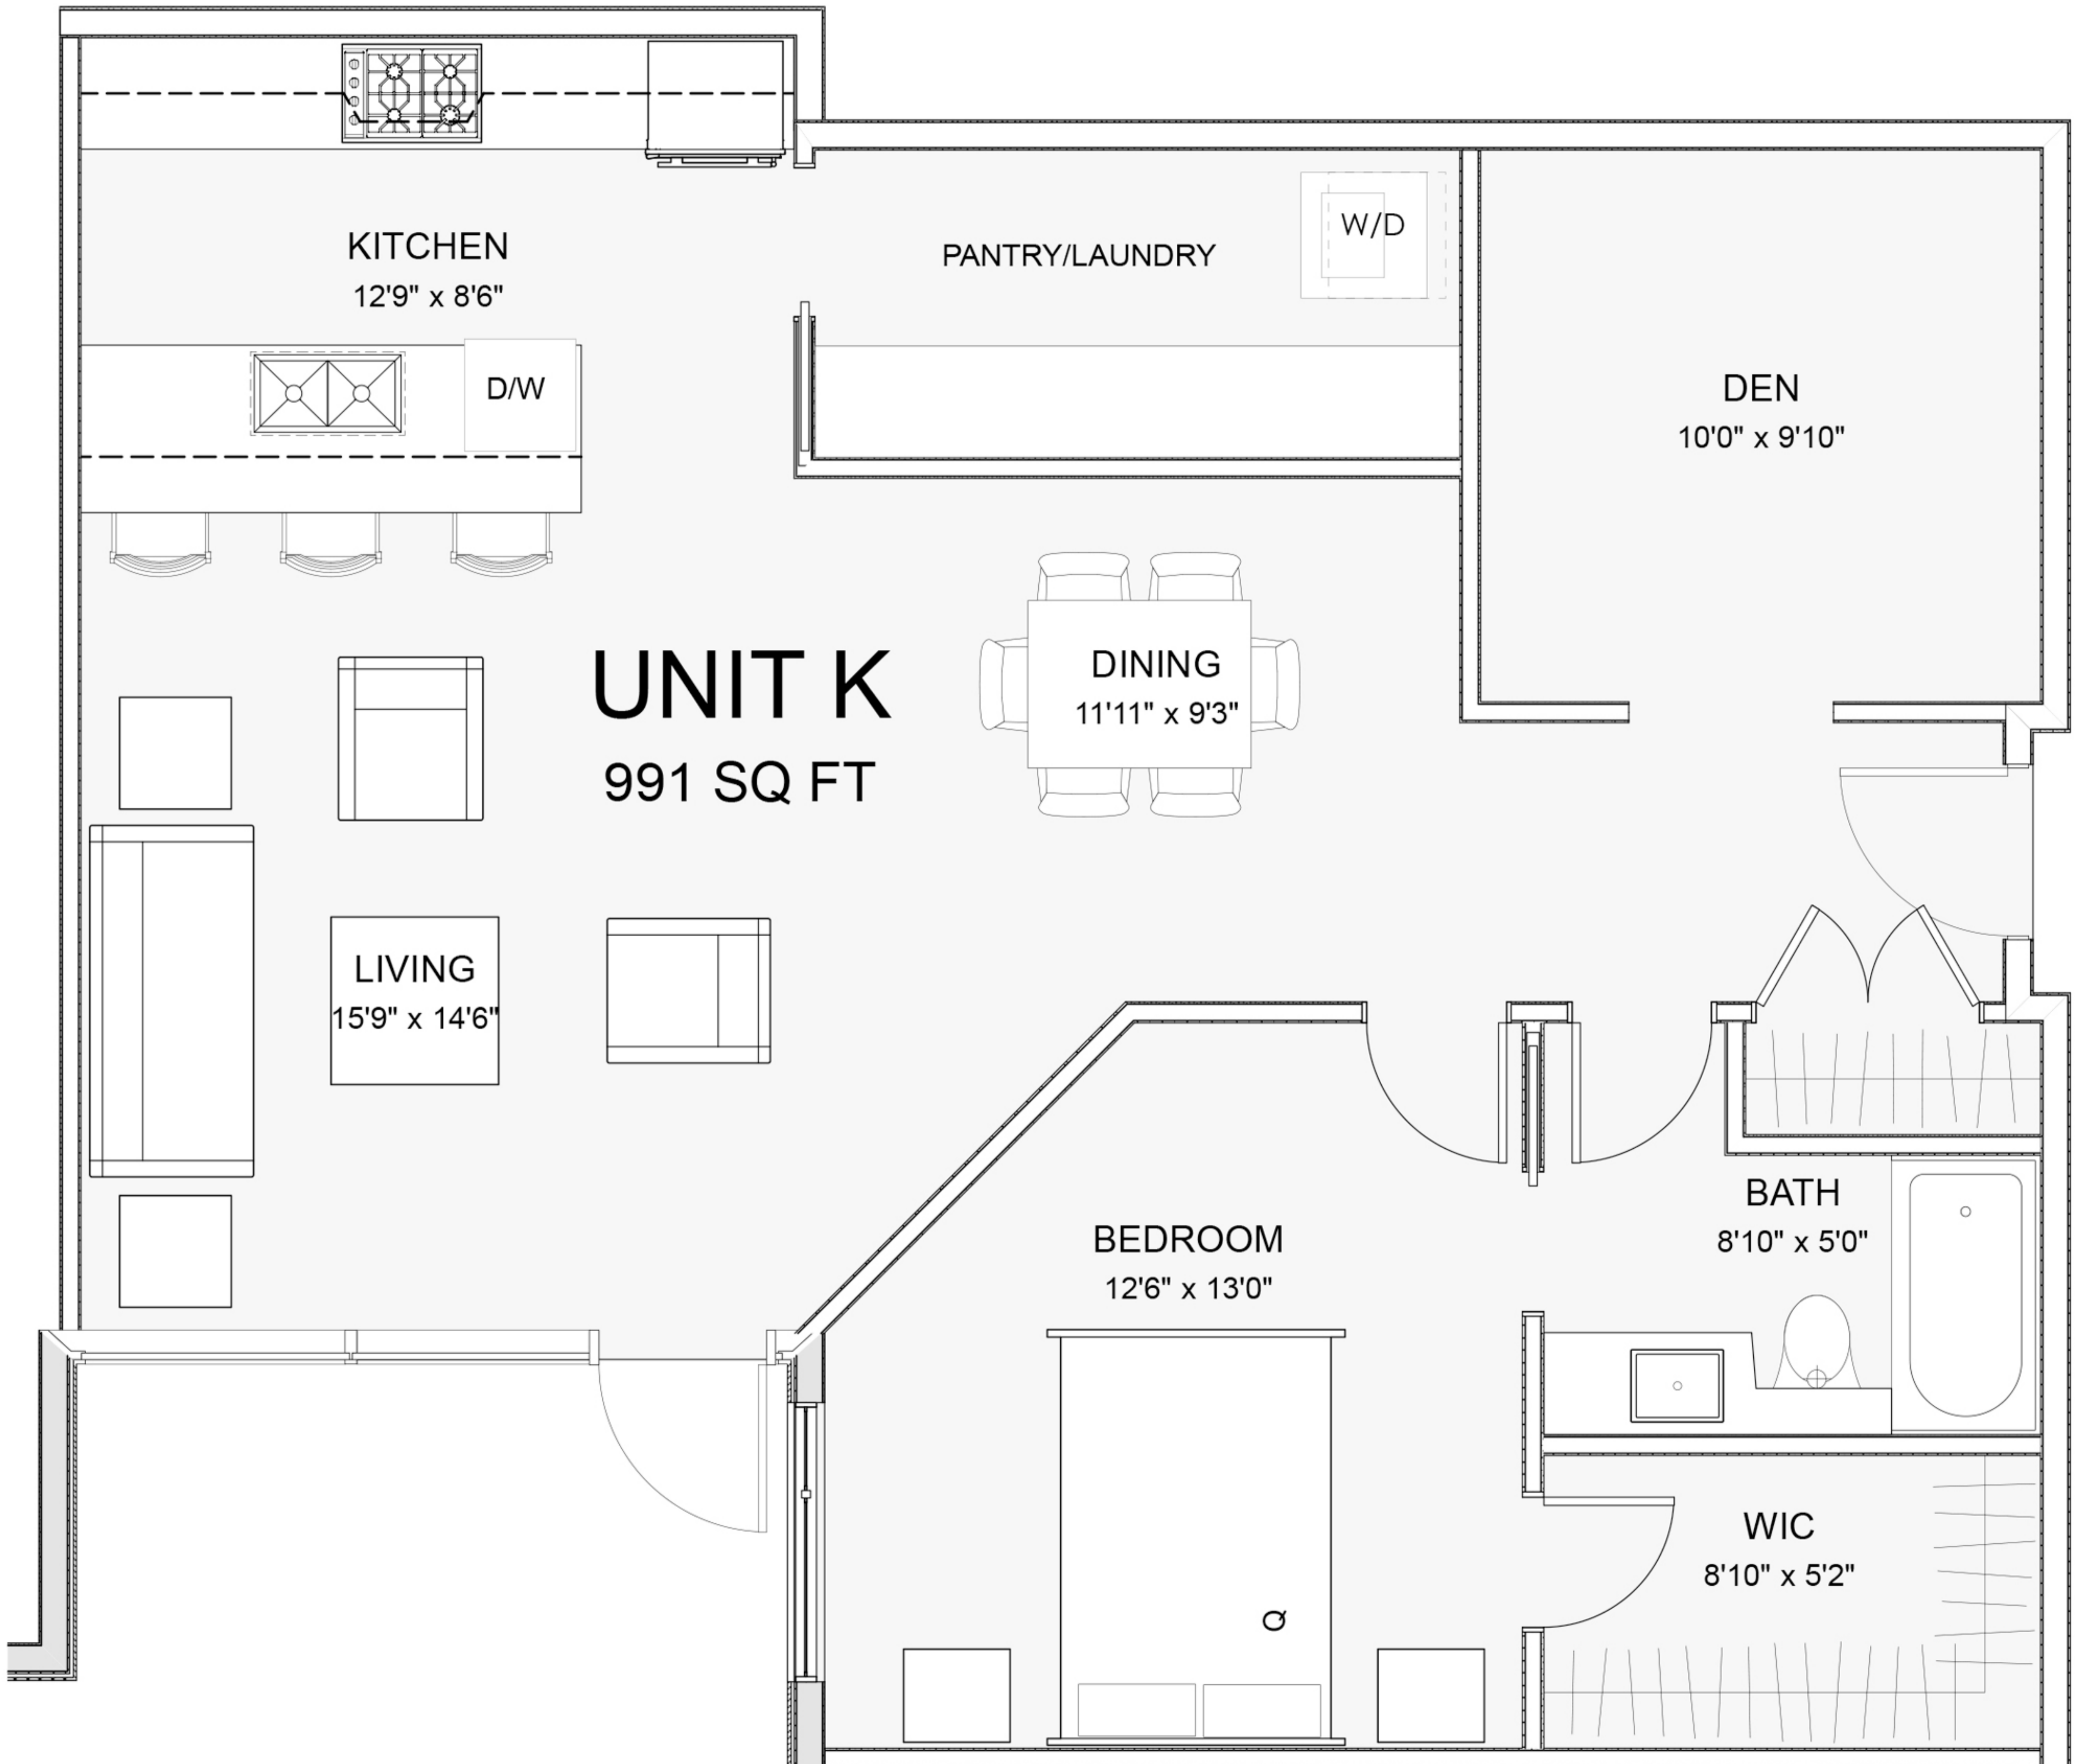 KITCHEN
12'9" x 8'6"
PANTRY/LAUNDRY
W/D
D/W
DEN
10'0" x 9'10"
UNIT K
991 SQ FT
DINING
11'11" x 9'3"
LIVING
15'9" x 14'6"
BEDROOM
12'6" x 13'0"
BATH
8'10" x 5'0"
WIC
8'10" x 5'2"
Q